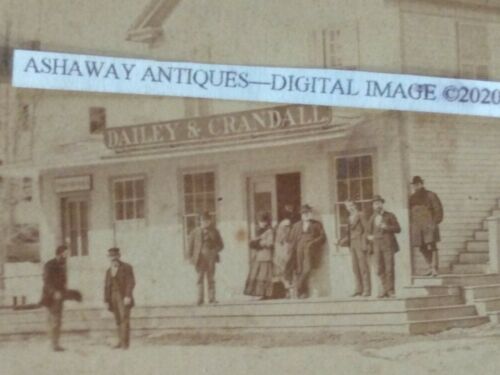 ASHAWAY ANTIQUES—DIGITAL IMAGE ©2020
DAILEY & CRANDALL.